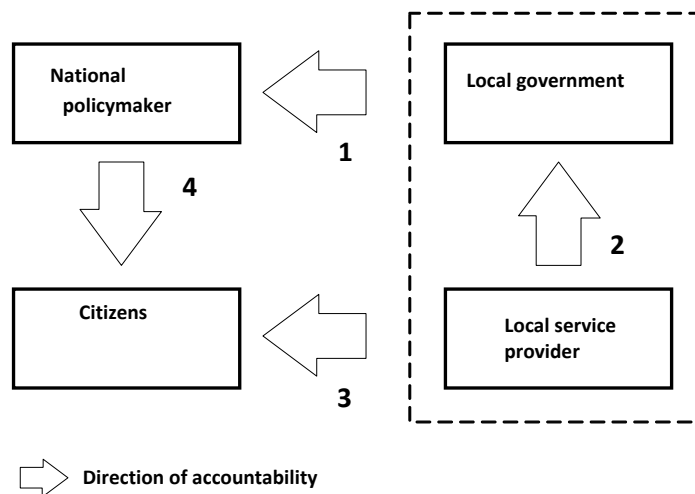 National
policymaker
Local government
1
4
2
Citizens
Local service
provider
3
Direction of accountability